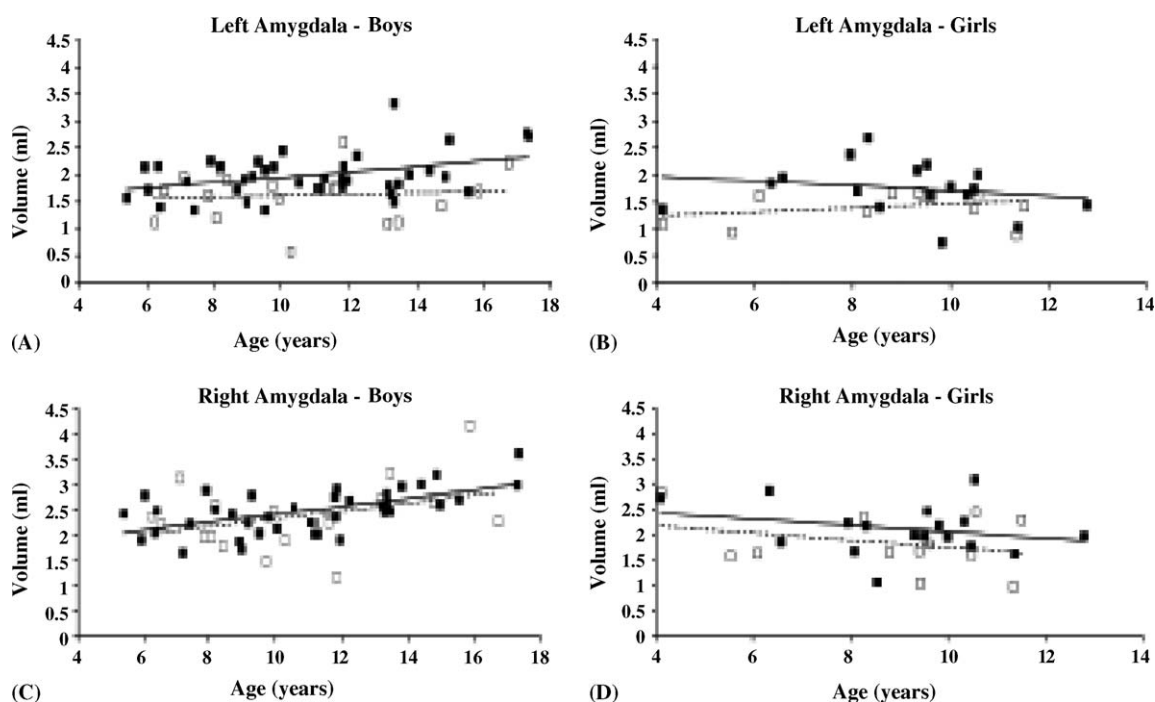 Left Amygdala - Boys
4.5
4
3.5
3
2.5
2
1.5
1
0.5
0
Volume (ml)
4 6 8 10 12 14 16 18
(A) Age (years)
Left Amygdala - Girls
4.5
4
3.5
3
2.5
2
1.5
1
0.5
0
Volume (ml)
4 6 8 10 12 14
(B) Age (years)
Right Amygdala - Boys
4.5
4
3.5
3
2.5
2
1.5
1
0.5
0
Volume (ml)
6 8 10 12 14 16 18
(C) Age (years)
Right Amygdala - Girls
4.5
4
3.5
3
2.5
2
1.5
1
0.5
0
Volume (ml)
4 6 8 10 12 14
(D) Age (years)